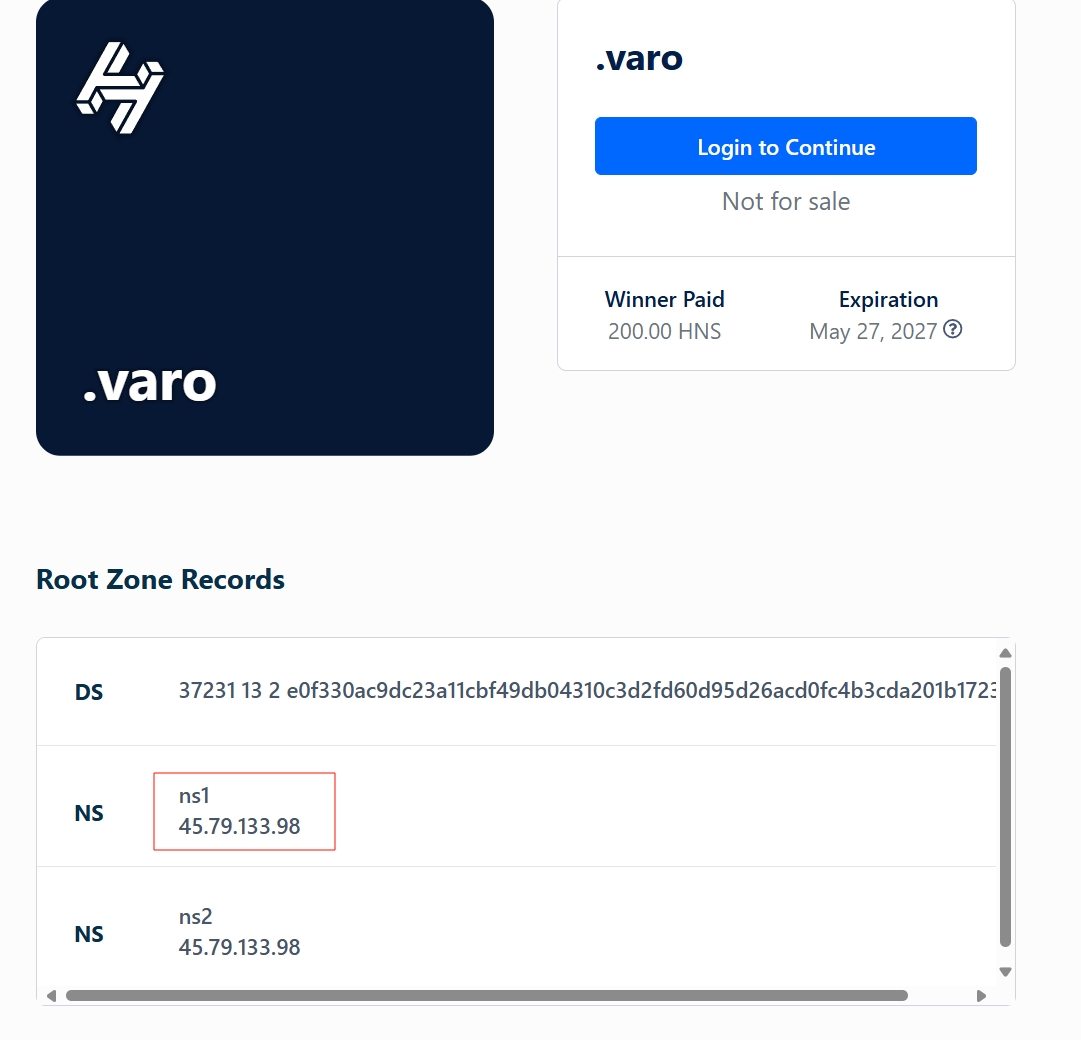 .varo
.varo
Login to Continue
Not for sale
Winner Paid
Expiration
200.00 HNS
May 27, 2027
Root Zone Records
DS
37231 13 2 e0f330ac9dc23a11cbf49db04310c3d2fd60d95d26acd0fc4b3cda201b1723
NS
ns1
45.79.133.98
NS
ns2
45.79.133.98